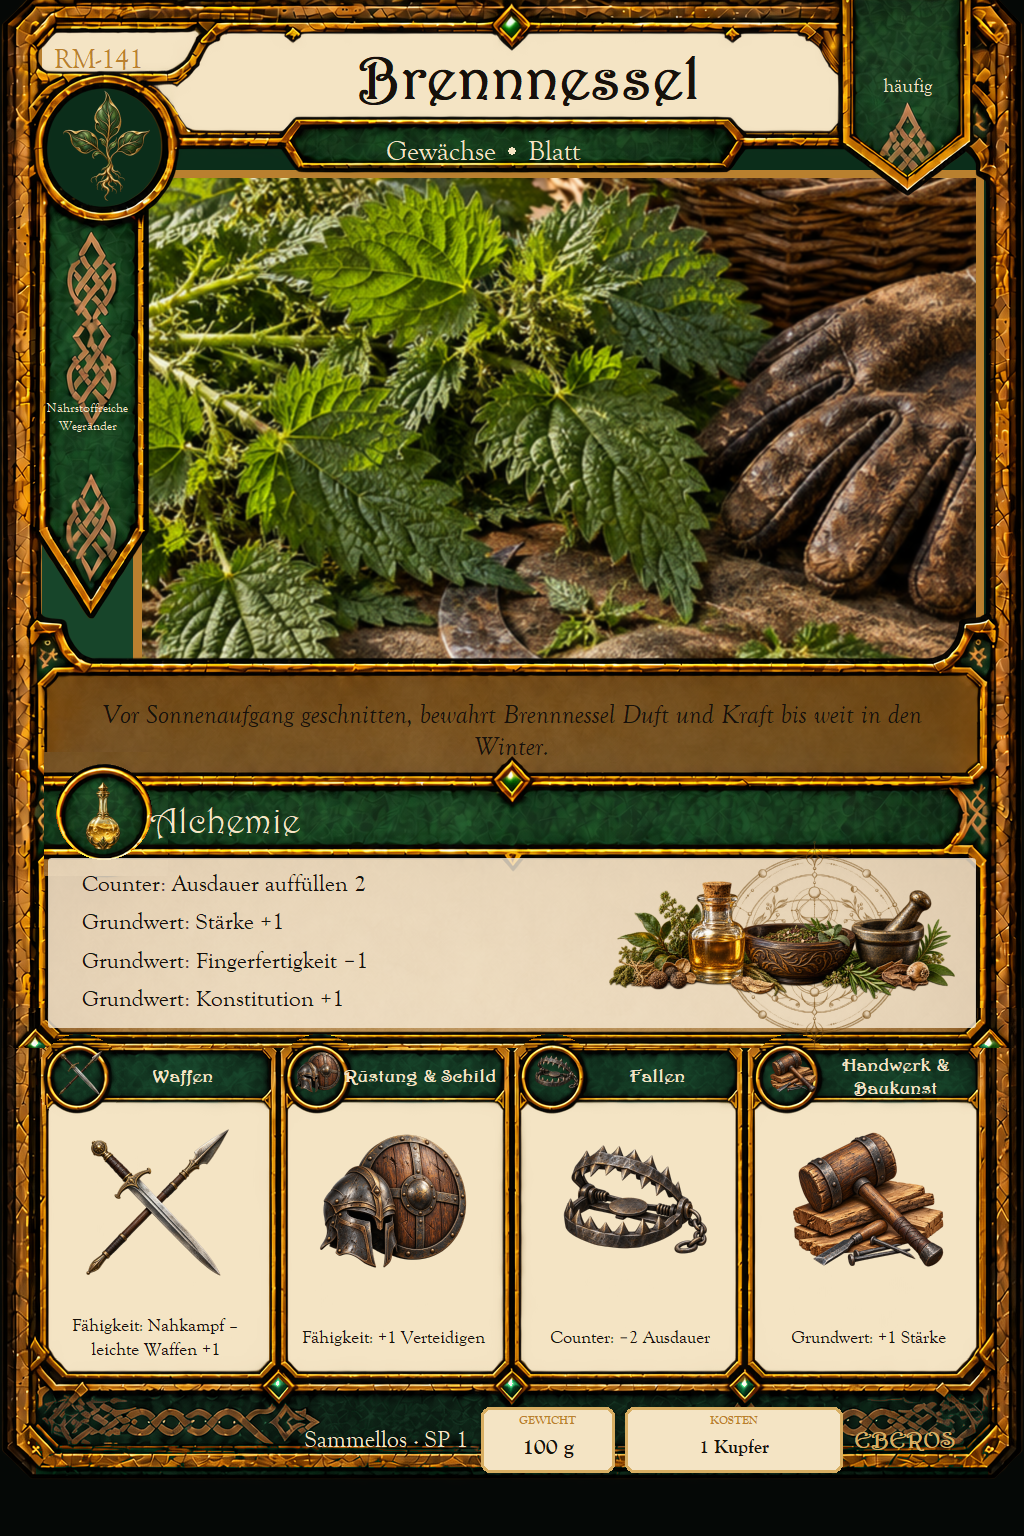 RM-141
Brennnessel
häufig
Gewächse • Blatt
Nährstoffreiche
Wegränder
Vor Sonnenaufgang geschnitten, bewahrt Brennnessel Duft und Kraft bis weit in den
Winter.
Alchemie
Counter: Ausdauer auffüllen 2
Grundwert: Stärke +1
Grundwert: Fingerfertigkeit −1
Grundwert: Konstitution +1
Waffen
Rüstung & Schild
Fallen
Handwerk &
Baukunst
Fähigkeit: Nahkampf –
leichte Waffen +1
Fähigkeit: +1 Verteidigen
Counter: −2 Ausdauer
Grundwert: +1 Stärke
Sammellos · SP 1
GEWICHT
100 g
KOSTEN
1 Kupfer
EBEROS